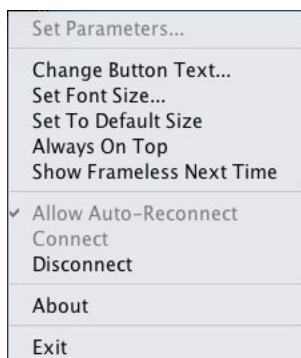 Set Parameters...
Change Button Text...
Set Font Size...
Set To Default Size
Always On Top
Show Frameless Next Time
Allow Auto-Reconnect
Connect
Disconnect
About
Exit